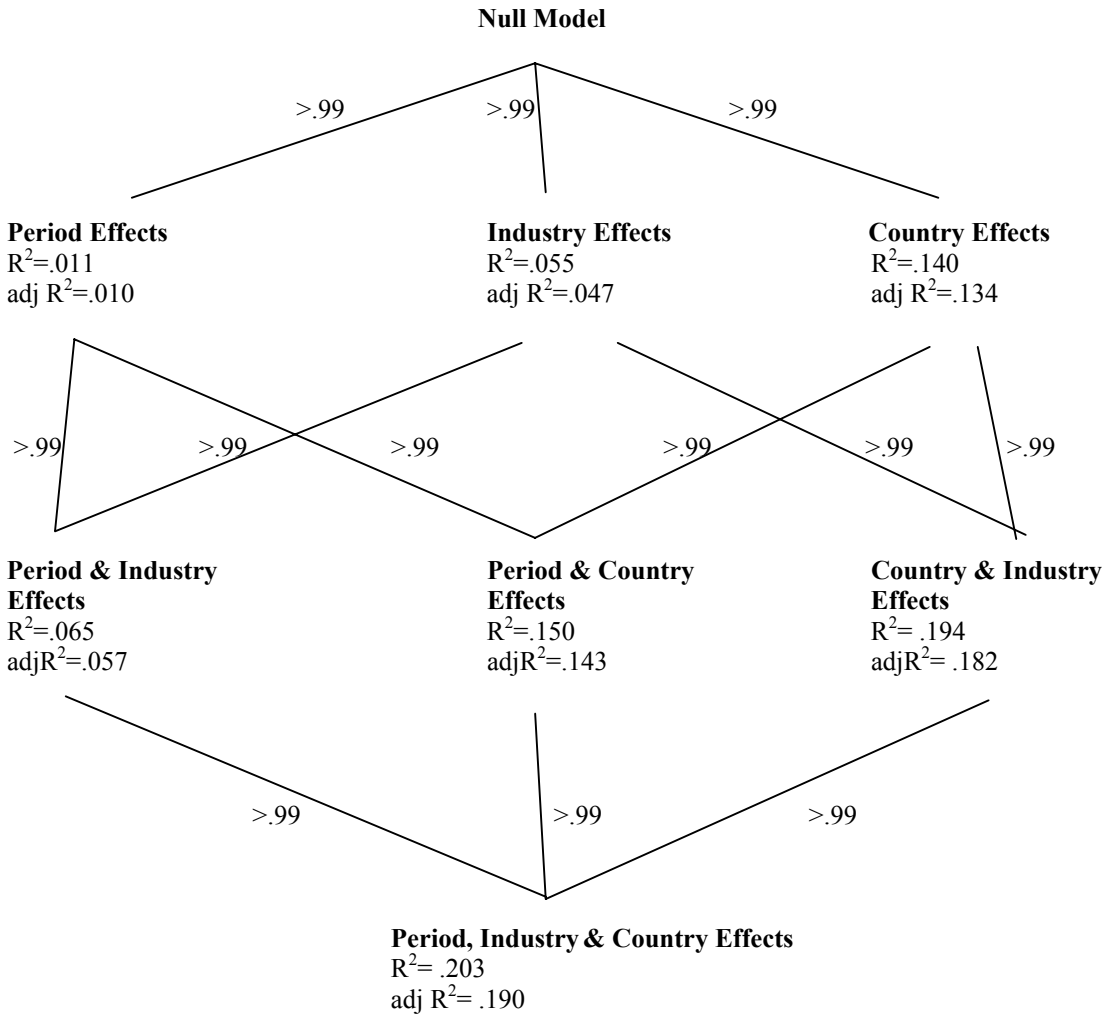 Null Model
>.99
>.99
>.99
Period Effects
R²=.011
adj R²=.010
Industry Effects
R²=.055
adj R²=.047
Country Effects
R²=.140
adj R²=.134
>.99
>.99
>.99
>.99
>.99
>.99
Period & Industry
Effects
R²=.065
adjR²=.057
Period & Country
Effects
R²=.150
adjR²=.143
Country & Industry
Effects
R²= .194
adjR²= .182
>.99
>.99
>.99
Period, Industry & Country Effects
R²= .203
adj R²= .190